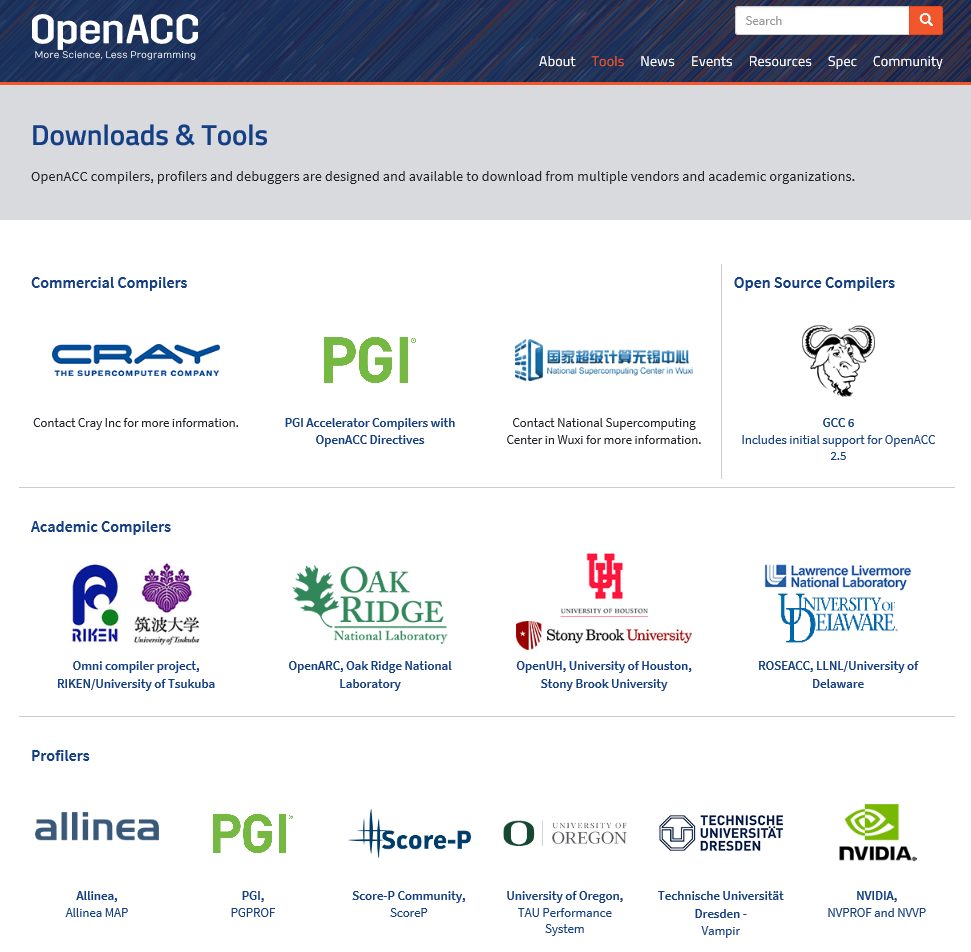 OpenACC
More Science, Less Programming
Search
About Tools News Events Resources Spec Community
Downloads & Tools
OpenACC compilers, profilers and debuggers are designed and available to download from multiple vendors and academic organizations.
Commercial Compilers
CRAY
THE SUPERCOMPUTER COMPANY
Contact Cray Inc for more information.
PGI®
PGI Accelerator Compilers with
OpenACC Directives
国家超级计算无锡中心
National Supercomputing Center in Wuxi
Contact National Supercomputing
Center in Wuxi for more information.
Open Source Compilers
GCC 6
Includes initial support for OpenACC
2.5
Academic Compilers
RIKEN
筑波大学
University of Tsukuba
Omni compiler project,
RIKEN/University of Tsukuba
OAK
RIDGE
National Laboratory
OpenARC, Oak Ridge National
Laboratory
UH
UNIVERSITY OF HOUSTON
Stony Brook University
OpenUH, University of Houston,
Stony Brook University
Lawrence Livermore
National Laboratory
UNIVERSITY OF
DELAWARE.
ROSEACC, LLNL/University of
Delaware
Profilers
allinea
Allinea,
Allinea MAP
PGI
PGI,
PGPROF
Score-P
Score-P Community,
ScoreP
O
UNIVERSITY OF
OREGON
University of Oregon,
TAU Performance
System
TECHNISCHE
UNIVERSITÄT
DRESDEN
Technische Universität
Dresden -
Vampir
NVIDIA.
NVIDIA,
NVPROF and NVVP